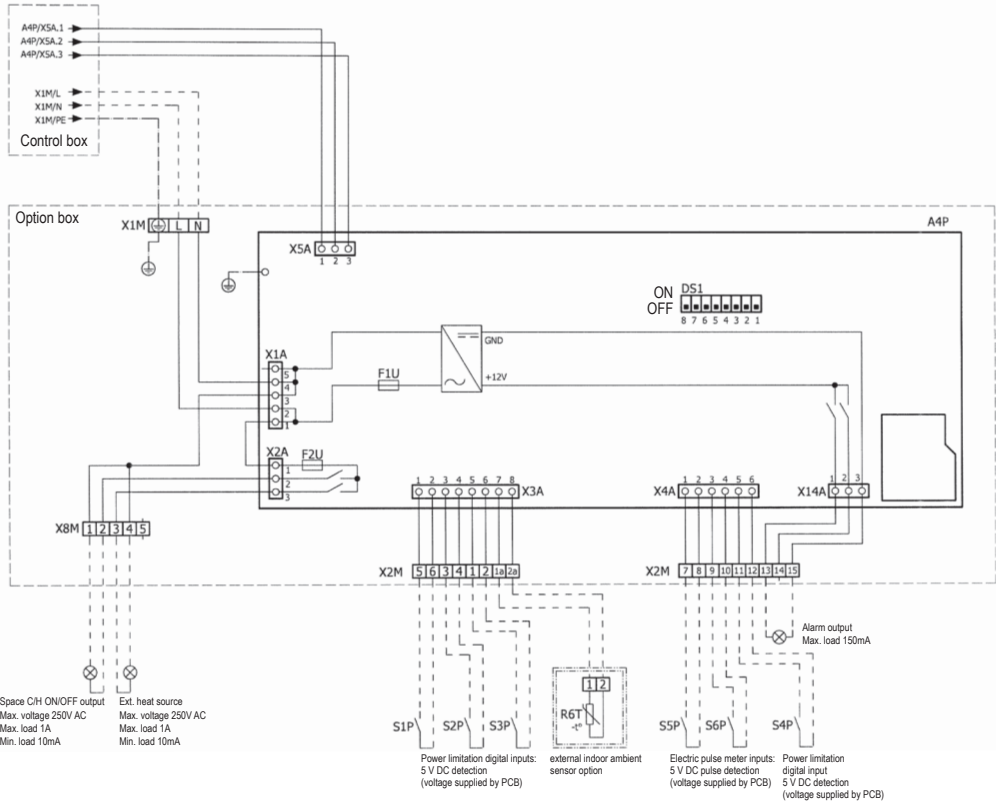 A4P/X5A.1
A4P/X5A.2
A4P/X5A.3
X1M/L
X1M/N
X1M/PE
Control box
Option box
X1M L N
A4P
X5A
1 2 3
ON DS1
OFF
8 7 6 5 4 3 2 1
GND
+12V
X1A
5
4
3
2
1
F1U
X2A
F2U
1
2
3
1 2 3 4 5 6 7 8
X3A
1 2 3 4 5 6
X4A
1 2 3
X14A
X8M 1 2 3 4 5
X2M 5 6 3 4 1 2 1a 2a
X2M 7 8 9 10 11 12 13 14 15
Alarm output
Max. load 150mA
Space C/H ON/OFF output
Max. voltage 250V AC
Max. load 1A
Min. load 10mA
Ext. heat source
Max. voltage 250V AC
Max. load 1A
Min. load 10mA
S1P
S2P
S3P
1 2
R6T
-t°
S5P
S6P
S4P
Power limitation digital inputs:
5 V DC detection
(voltage supplied by PCB)
external indoor ambient
sensor option
Electric pulse meter inputs:
5 V DC pulse detection
(voltage supplied by PCB)
Power limitation
digital input
5 V DC detection
(voltage supplied by PCB)